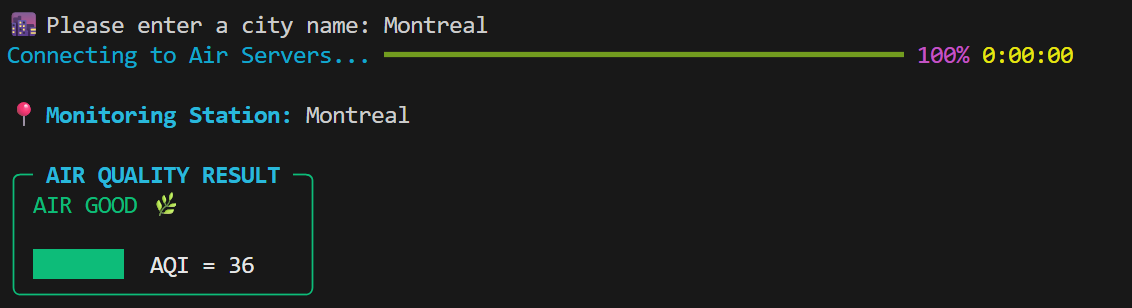 🌆 Please enter a city name: Montreal
Connecting to Air Servers... 100% 0:00:00
📍 Monitoring Station: Montreal
AIR QUALITY RESULT
AIR GOOD 🌿
AQI = 36